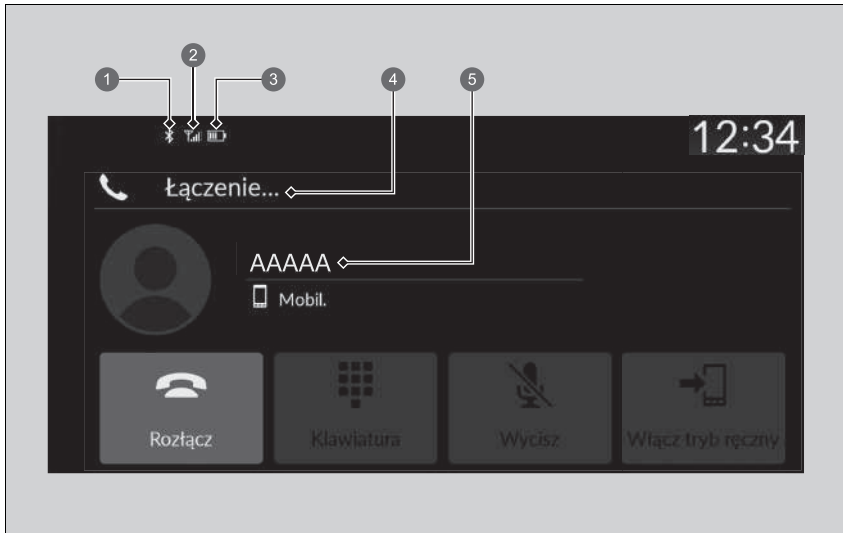 1 2 3 4 5
12:34
Łączenie...
AAAAA
Mobil.
Rozłącz Klawiatura Wycisz Włącz tryb ręczny